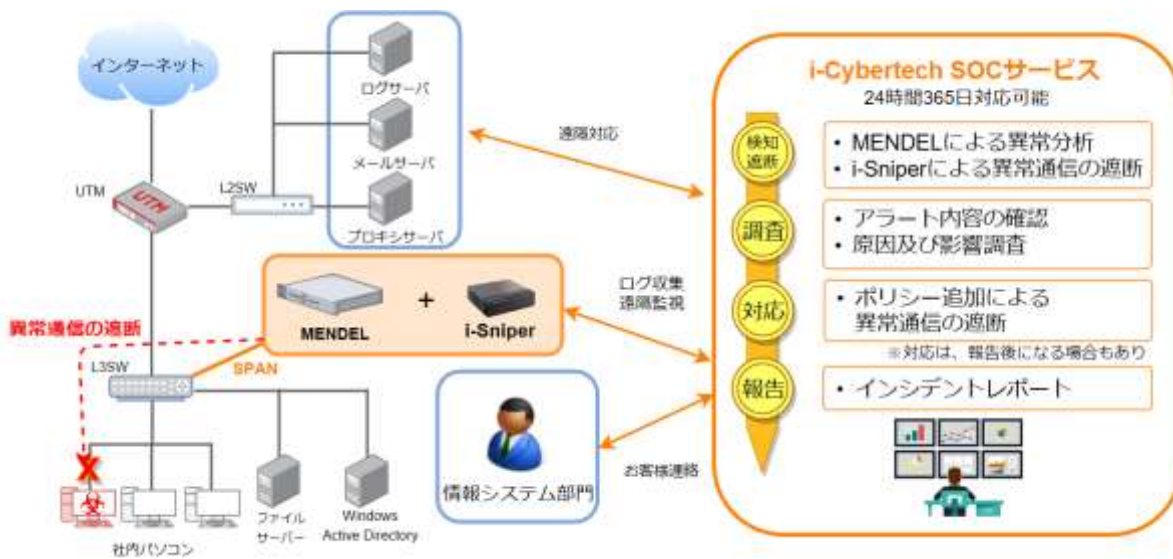 インターネット
UTM
UTM
L2SW
ログサーバ
メールサーバ
プロキシサーバ
遠隔対応
MENDEL
+
i-Sniper
ログ収集
遠隔監視
異常通信の遮断
L3SW
SPAN
社内パソコン
ファイル
サーバー
Windows
Active Directory
情報システム部門
お客様連絡
i-Cybertech SOCサービス
24時間365日対応可能
検知
遮断
• MENDELによる異常分析
• i-Sniperによる異常通信の遮断
調査
• アラート内容の確認
• 原因及び影響調査
対応
• ポリシー追加による
異常通信の遮断
※対応は、報告後になる場合もあり
報告
• インシデントレポート